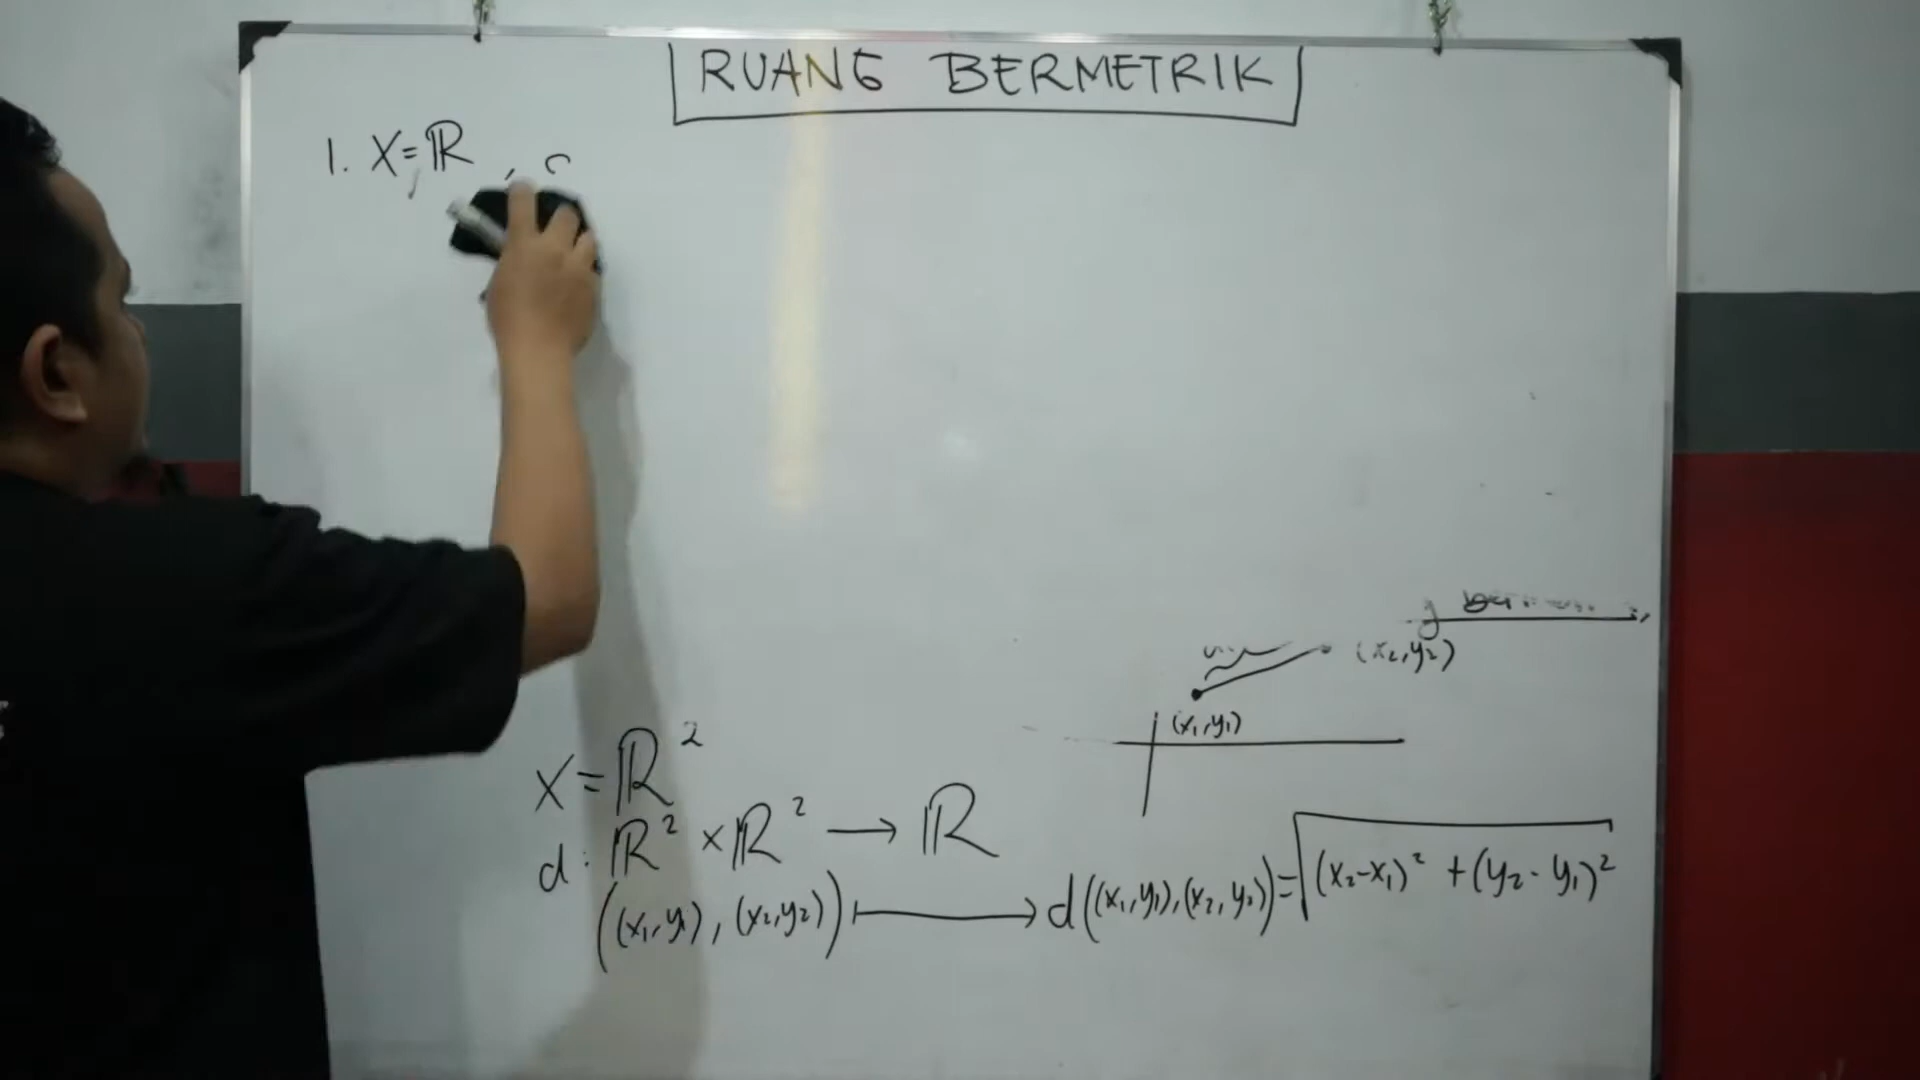 RUANG BERMETRIK
1. X = ℝ
(x₂,y₂)
(x₁,y₁)
X = ℝ²
d : ℝ² × ℝ² → ℝ
((x₁,y₁), (x₂,y₂)) ↦ d((x₁,y₁),(x₂,y₂)) = √((x₂-x₁)² + (y₂-y₁)²)